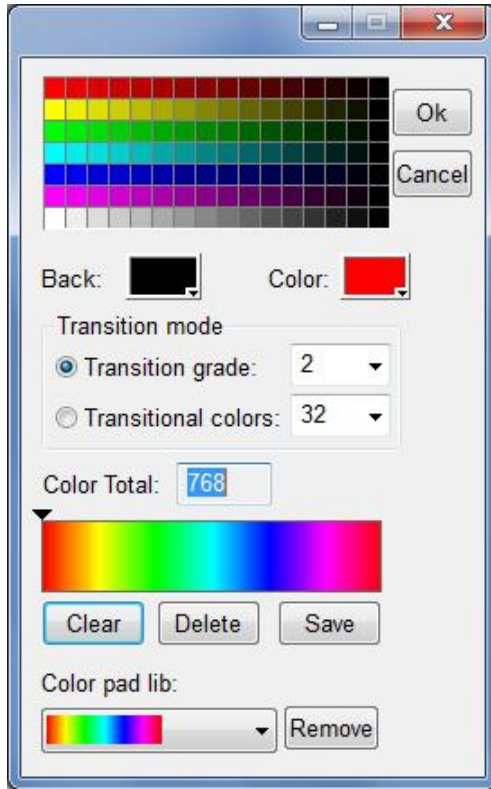 Ok
Cancel
Back: Color:
Transition mode
Transition grade: 2
Transitional colors: 32
Color Total: 768
Clear Delete Save
Color pad lib:
Remove